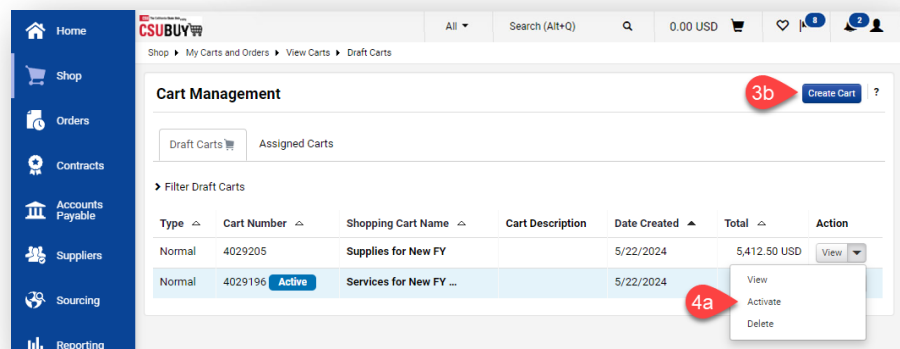 Home
CSUBUY
All
Search (Alt+Q)
0.00 USD
8
2
Shop My Carts and Orders View Carts Draft Carts
Shop
Cart Management
3b
Create Cart
?
Orders
Draft Carts
Assigned Carts
Contracts
Filter Draft Carts
Accounts
Payable
Type Cart Number Shopping Cart Name Cart Description Date Created Total Action
Suppliers
Normal 4029205 Supplies for New FY 5/22/2024 5,412.50 USD View
Normal 4029196 Active Services for New FY ... 5/22/2024
View
Sourcing
4a
Activate
Delete
Reporting